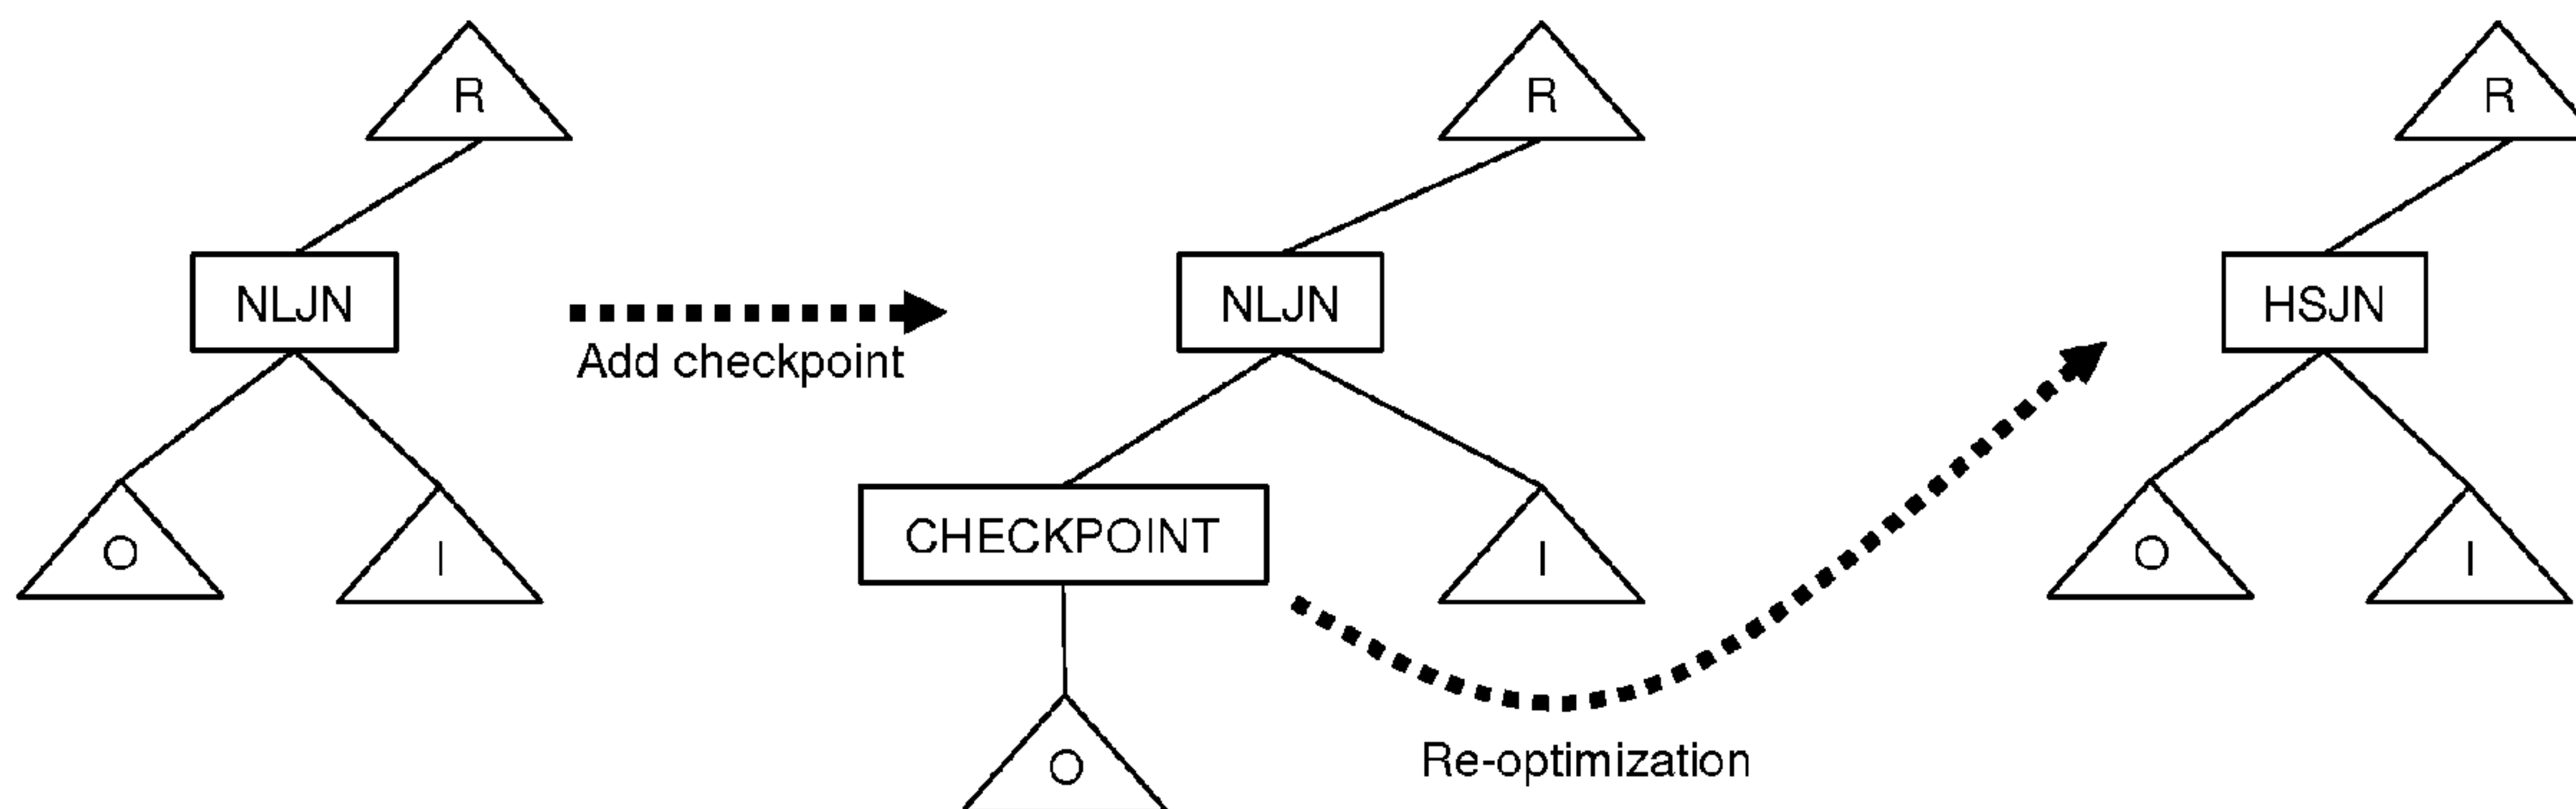 R
R
R
NLJN
NLJN
HSJN
Add checkpoint
O
I
CHECKPOINT
I
O
I
O
Re-optimization